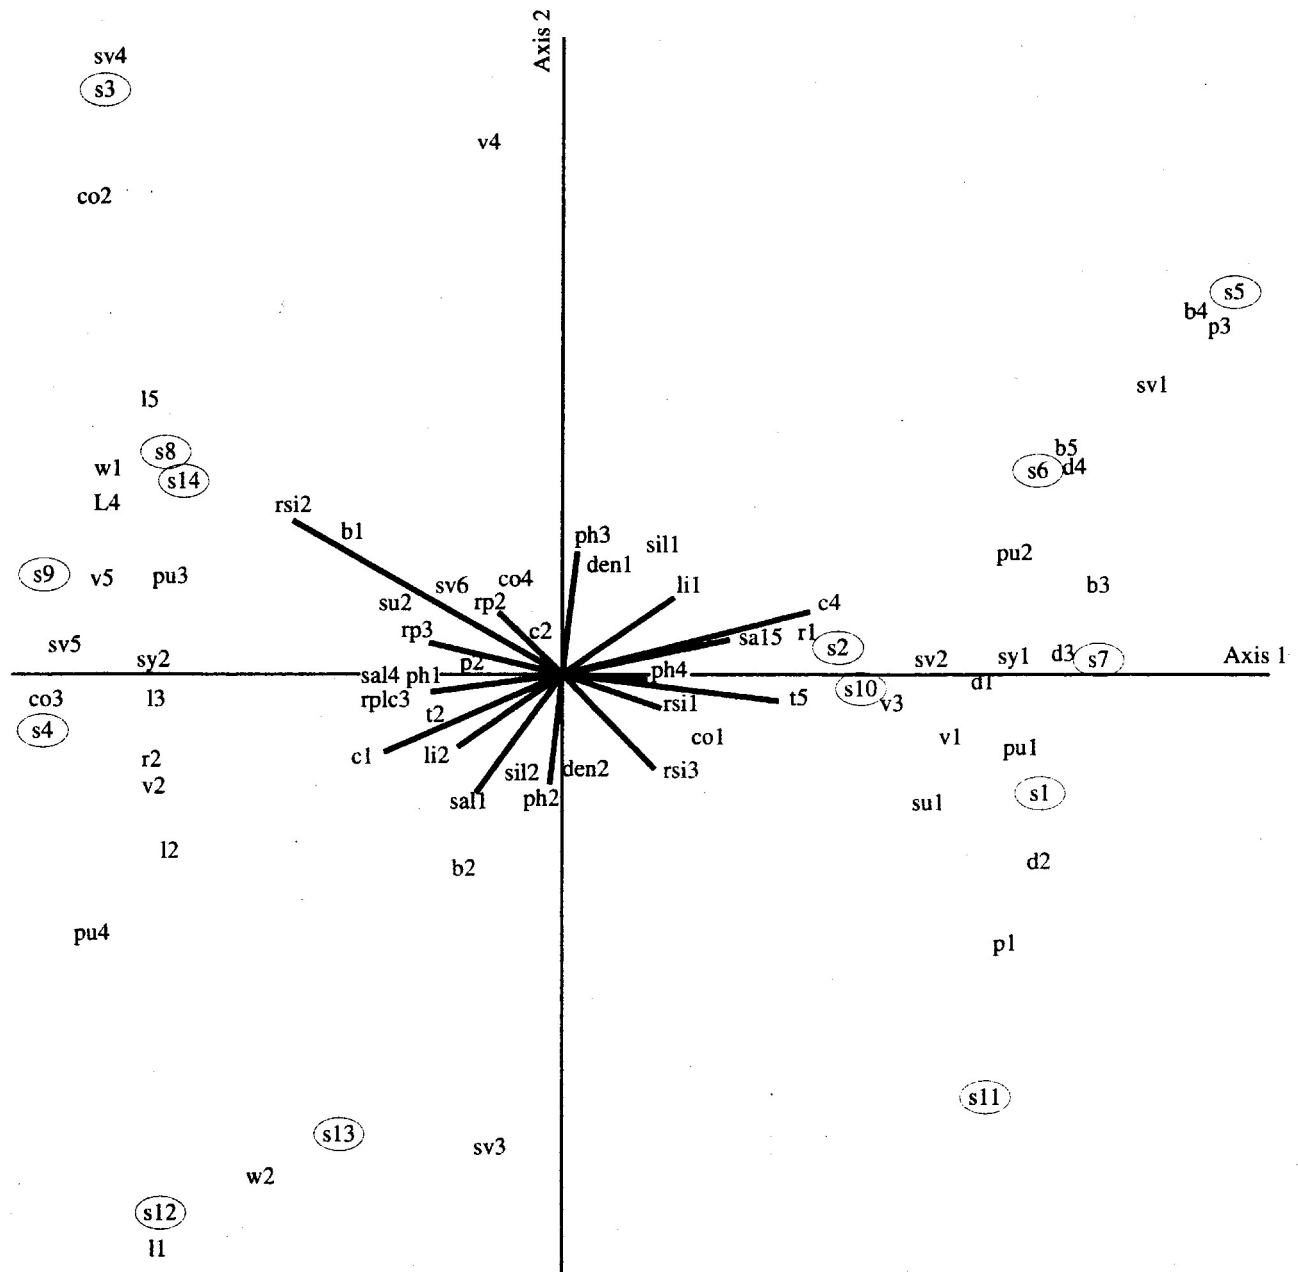 Axis 2
sv4
s3
v4
co2
s5
b4
p3
sv1
l5
s8
b5
w1
s14
s6
d4
L4
rsi2
b1
ph3
sil1
pu2
den1
s9
v5
pu3
sv6
co4
li1
b3
su2
rp2
c4
rp3
c2
sa15
r1
s2
sv5
sy2
p2
sv2
sy1
d3
s7
Axis 1
sal4
ph1
ph4
d1
co3
l3
rplc3
rsi1
t5
s10
v3
s4
t2
co1
v1
pu1
r2
c1
li2
v2
sil2
den2
rsi3
sal1
ph2
su1
s1
l2
b2
d2
pu4
p1
s11
s13
sv3
w2
s12
l1